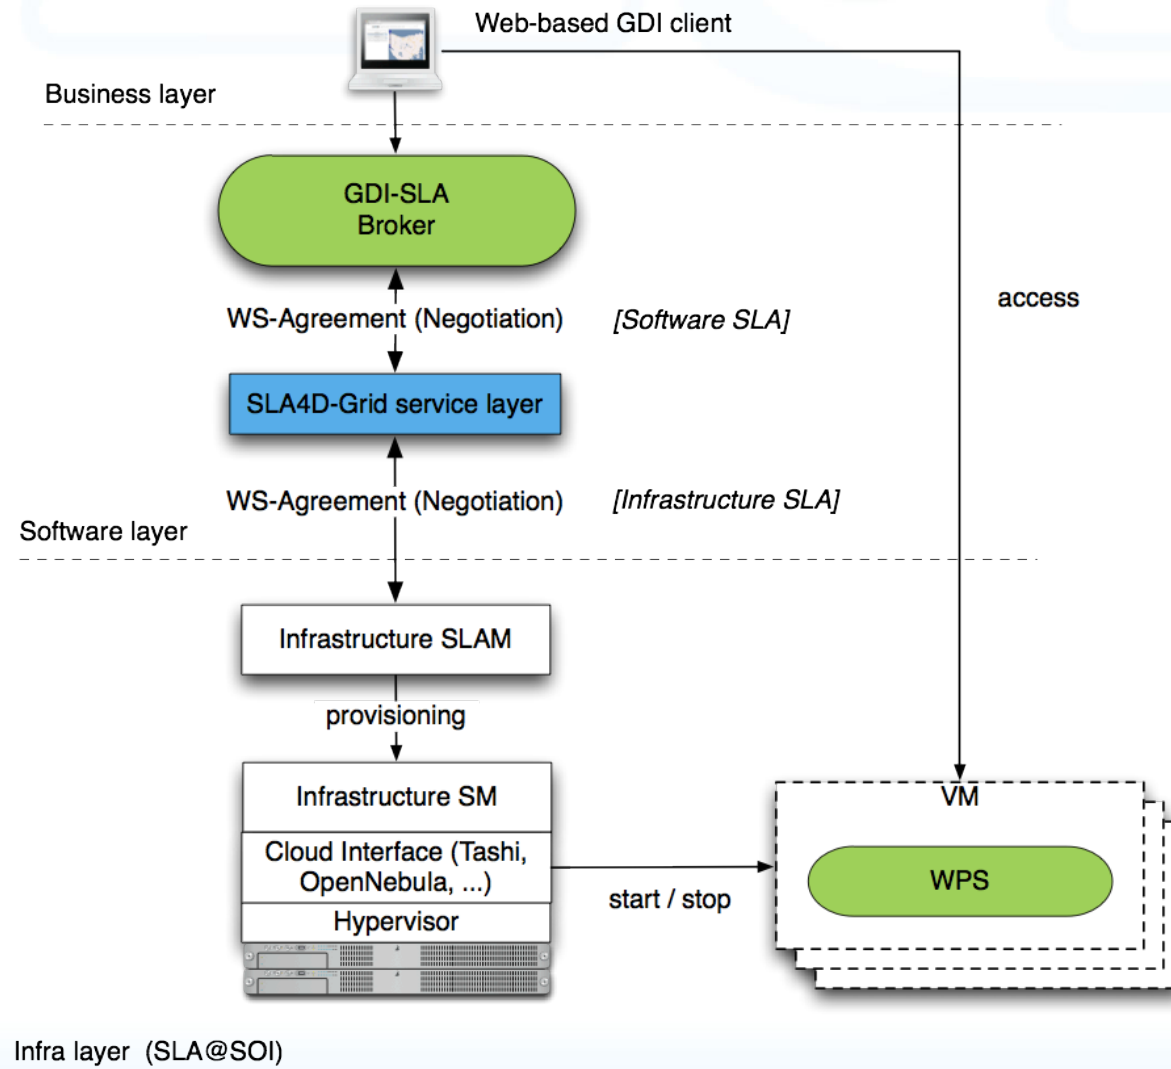 Web-based GDI client
Business layer
GDI-SLA
Broker
access
WS-Agreement (Negotiation)
[Software SLA]
SLA4D-Grid service layer
WS-Agreement (Negotiation)
[Infrastructure SLA]
Software layer
Infrastructure SLAM
provisioning
Infrastructure SM
Cloud Interface (Tashi,
OpenNebula, ...)
Hypervisor
start / stop
VM
WPS
Infra layer (SLA@SOI)